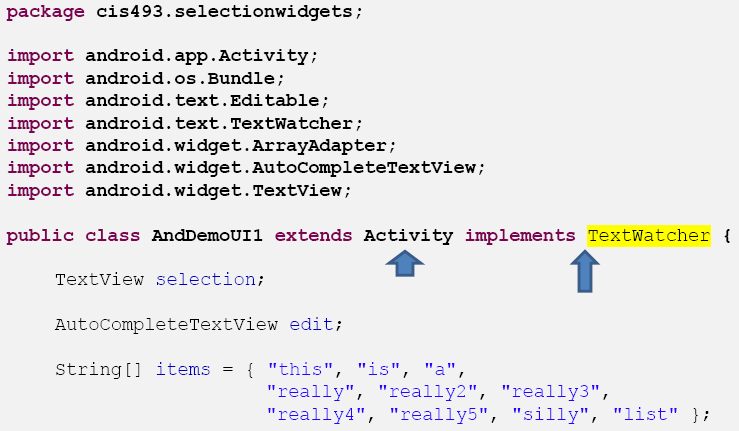 package cis493.selectionwidgets;
import android.app.Activity;
import android.os.Bundle;
import android.text.Editable;
import android.text.TextWatcher;
import android.widget.ArrayAdapter;
import android.widget.AutoCompleteTextView;
import android.widget.TextView;
public class AndDemoUI1 extends Activity implements TextWatcher {
TextView selection;
AutoCompleteTextView edit;
String[] items = { "this", "is", "a",
"really", "really2", "really3",
"really4", "really5", "silly", "list" };